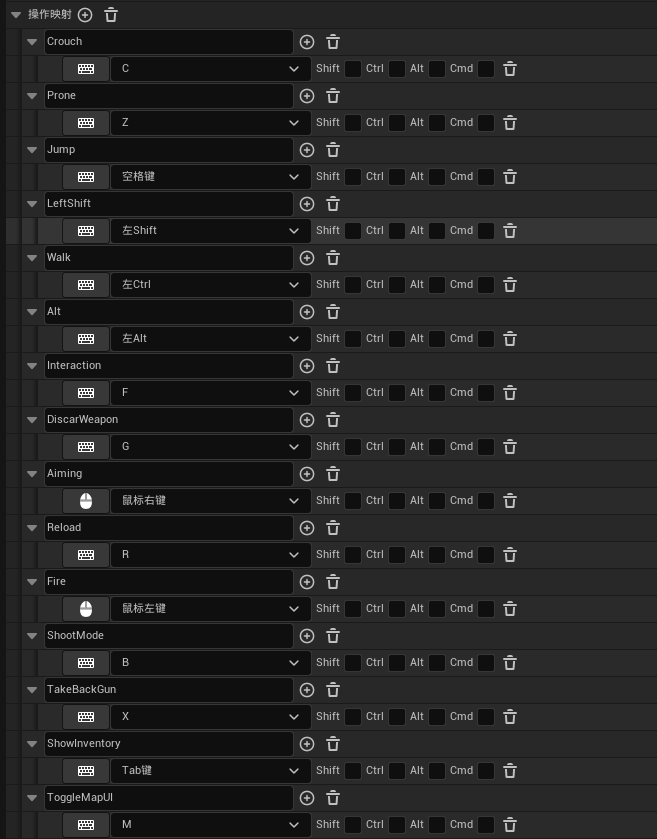 操作映射
Crouch
C Shift Ctrl Alt Cmd
Prone
Z Shift Ctrl Alt Cmd
Jump
空格键 Shift Ctrl Alt Cmd
LeftShift
左Shift Shift Ctrl Alt Cmd
Walk
左Ctrl Shift Ctrl Alt Cmd
Alt
左Alt Shift Ctrl Alt Cmd
Interaction
F Shift Ctrl Alt Cmd
DiscarWeapon
G Shift Ctrl Alt Cmd
Aiming
鼠标右键 Shift Ctrl Alt Cmd
Reload
R Shift Ctrl Alt Cmd
Fire
鼠标左键 Shift Ctrl Alt Cmd
ShootMode
B Shift Ctrl Alt Cmd
TakeBackGun
X Shift Ctrl Alt Cmd
ShowInventory
Tab键 Shift Ctrl Alt Cmd
ToggleMapUI
M Shift Ctrl Alt Cmd